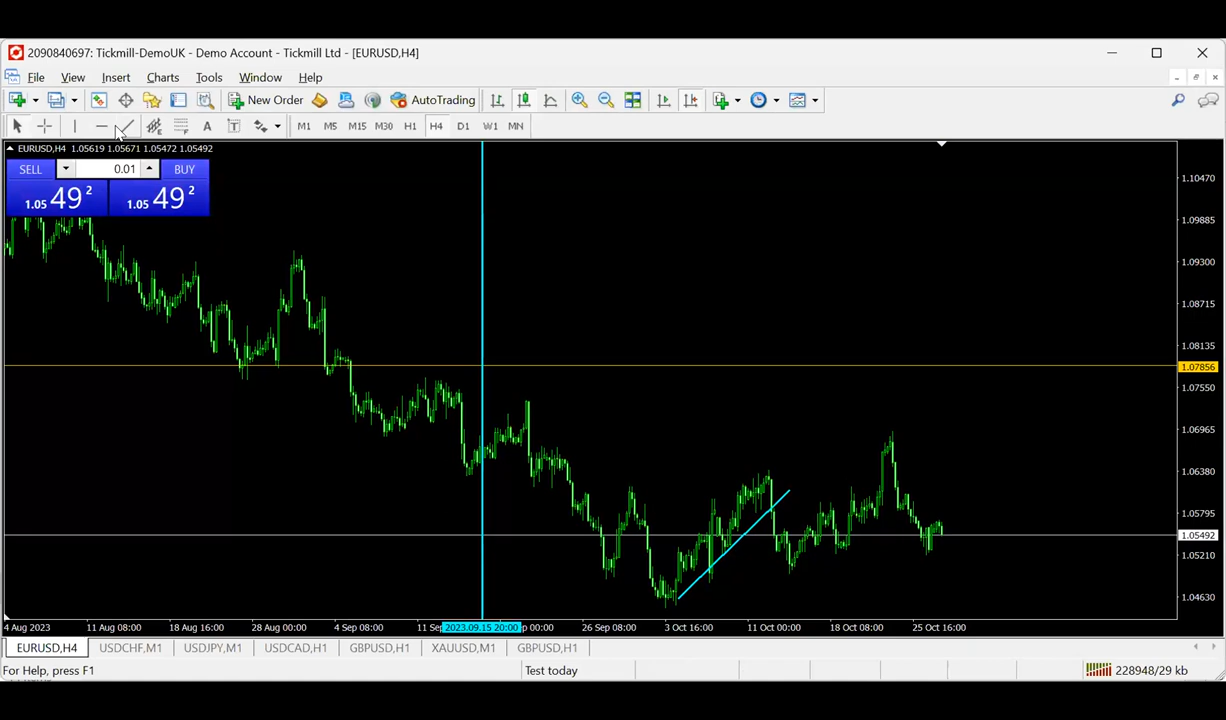 2090840697: Tickmill-DemoUK - Demo Account - Tickmill Ltd - [EURUSD,H4]
File View Insert Charts Tools Window Help
New Order AutoTrading
A T M1 M5 M15 M30 H1 H4 D1 W1 MN
EURUSD,H4 1.05619 1.05671 1.05472 1.05492
SELL 0.01 BUY
1.05 49 2 1.05 49 2
1.10470
1.09885
1.09300
1.08715
1.08135
1.07856
1.07550
1.06965
1.06380
1.05795
1.05492
1.05210
1.04630
4 Aug 2023 11 Aug 08:00 18 Aug 16:00 28 Aug 00:00 4 Sep 08:00 11 Se 2023.09.15 20:00 p 00:00 26 Sep 08:00 3 Oct 16:00 11 Oct 00:00 18 Oct 08:00 25 Oct 16:00
EURUSD,H4 USDCHF,M1 USDJPY,M1 USDCAD,H1 GBPUSD,H1 XAUUSD,M1 GBPUSD,H1
For Help, press F1 Test today 228948/29 kb